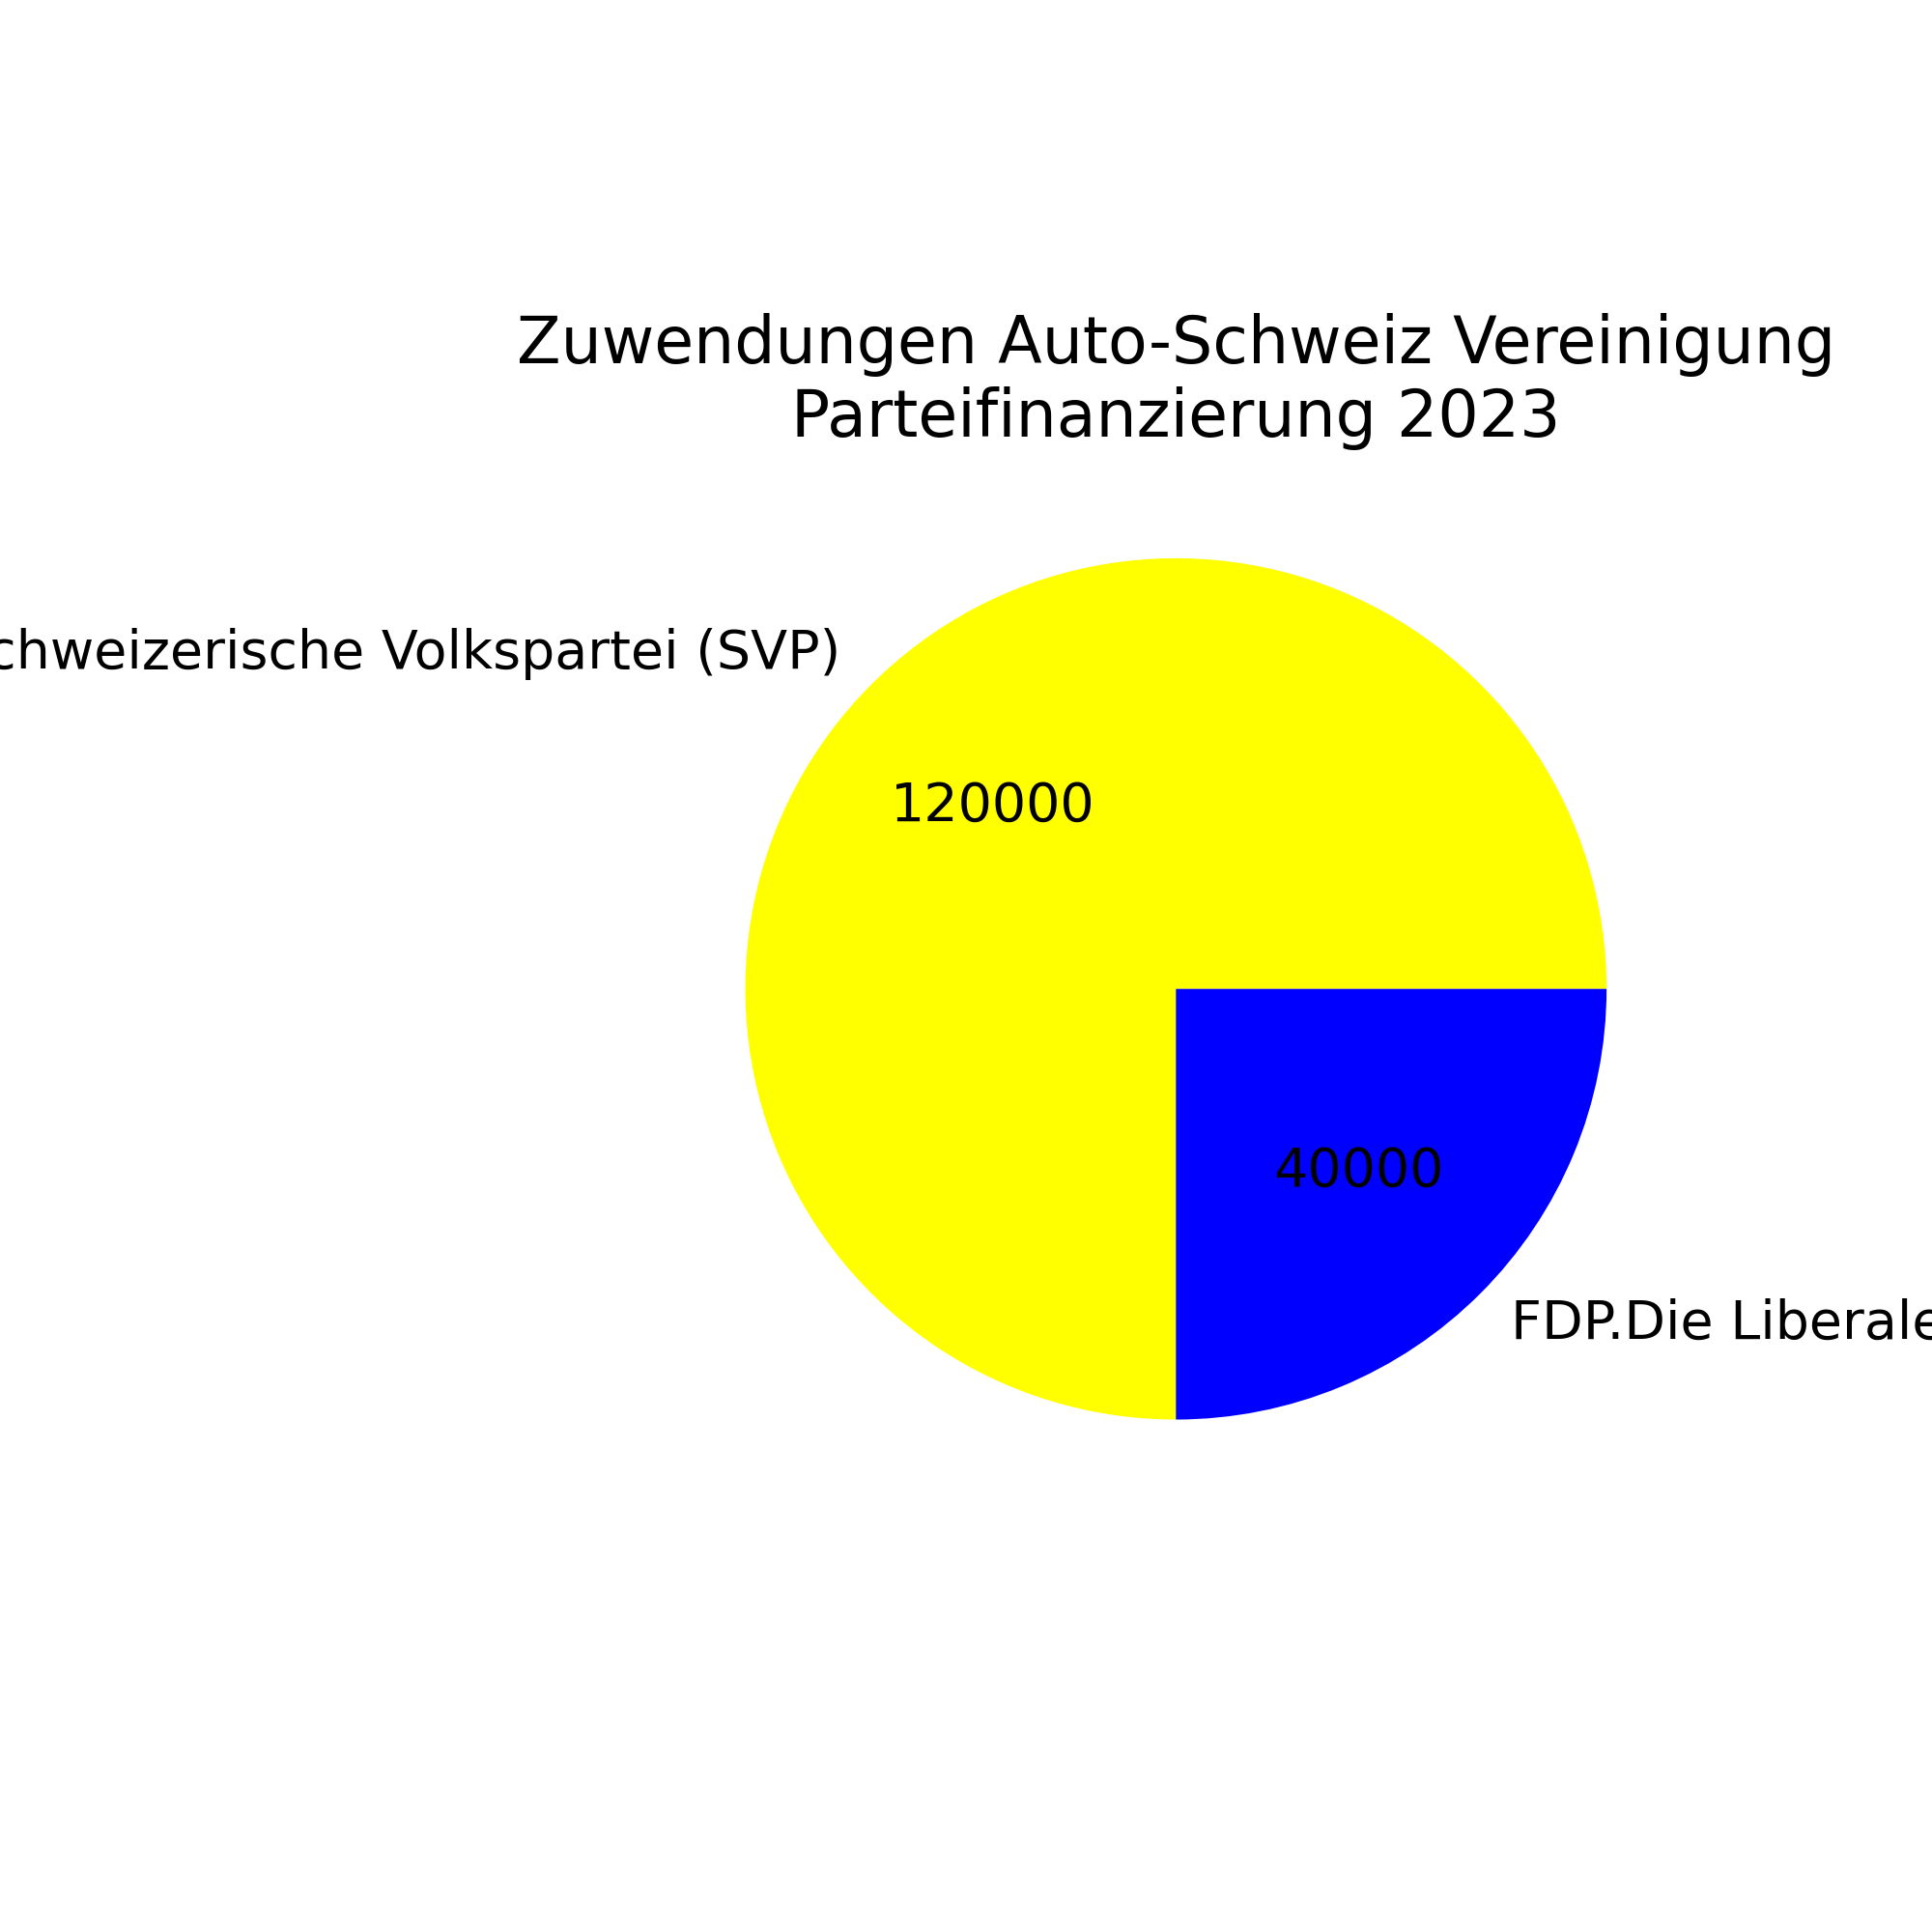 Zuwendungen Auto-Schweiz Vereinigung
Parteifinanzierung 2023
chweizerische Volkspartei (SVP)
120000
40000
FDP.Die Liberale